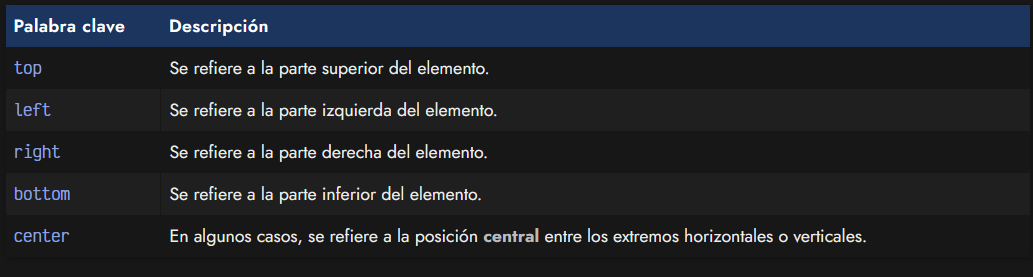 Palabra clave Descripción
top Se refiere a la parte superior del elemento.
left Se refiere a la parte izquierda del elemento.
right Se refiere a la parte derecha del elemento.
bottom Se refiere a la parte inferior del elemento.
center En algunos casos, se refiere a la posición central entre los extremos horizontales o verticales.